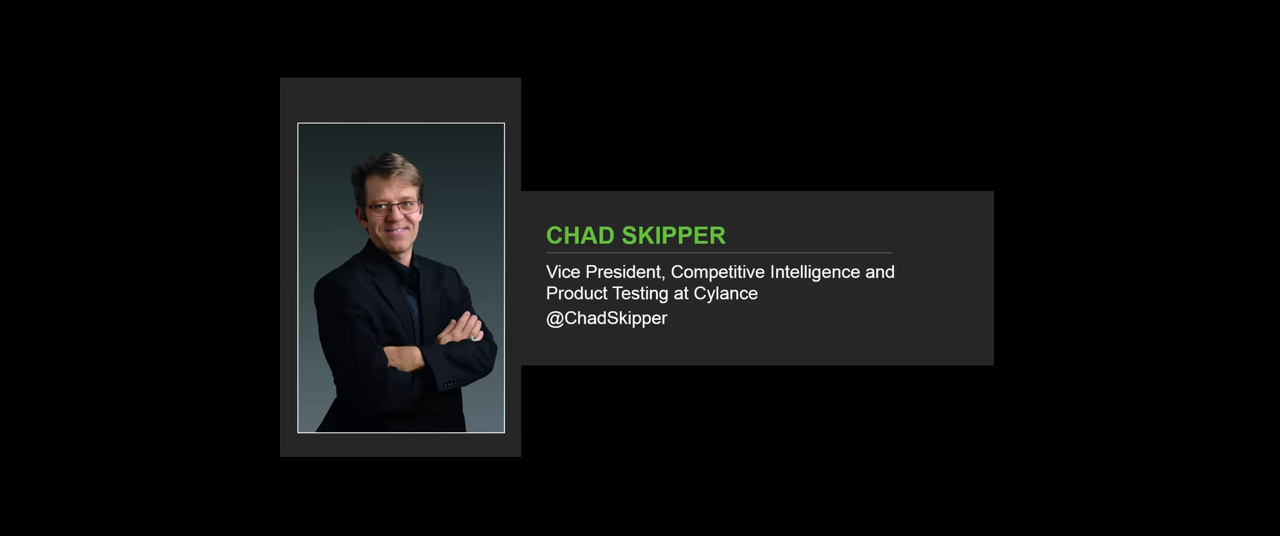 CHAD SKIPPER
Vice President, Competitive Intelligence and
Product Testing at Cylance
@ChadSkipper